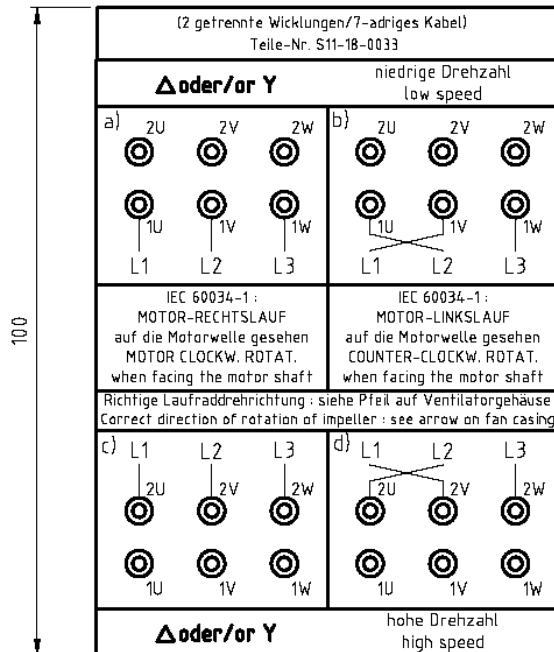 (2 getrennte Wicklungen/7-adriges Kabel)
Teile-Nr. S11-18-0033
Δ oder/or Y
niedrige Drehzahl
low speed
a)
2U 2V 2W
1U 1V 1W
L1 L2 L3
b)
2U 2V 2W
1U 1V 1W
L1 L2 L3
IEC 60034-1 :
MOTOR-RECHTSLAUF
auf die Motorwelle gesehen
MOTOR CLOCKW. ROTAT.
when facing the motor shaft
IEC 60034-1 :
MOTOR-LINKSLAUF
auf die Motorwelle gesehen
COUNTER-CLOCKW. ROTAT.
when facing the motor shaft
Richtige Laufraddrehrichtung : siehe Pfeil auf Ventilatorgehäuse
Correct direction of rotation of impeller : see arrow on fan casing
c)
L1 L2 L3
2U 2V 2W
1U 1V 1W
d)
L1 L2 L3
2U 2V 2W
1U 1V 1W
Δ oder/or Y
hohe Drehzahl
high speed
100